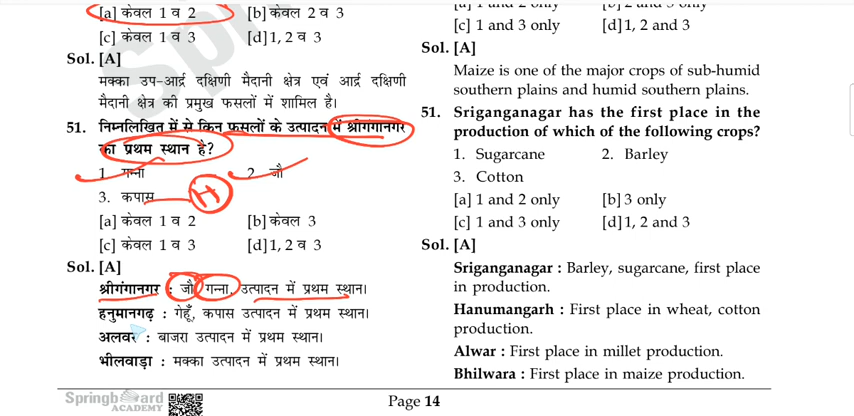 [a] केवल 1 व 2 [b] केवल 2 व 3
[c] केवल 1 व 3 [d] 1, 2 व 3
Sol. [A]
मक्का उप-आर्द्र दक्षिणी मैदानी क्षेत्र एवं आर्द्र दक्षिणी
मैदानी क्षेत्र की प्रमुख फसलों में शामिल है।
51. निम्नलिखित में से किन फसलों के उत्पादन में श्रीगंगानगर
का प्रथम स्थान है?
1. गन्ना 2. जौ
3. कपास H
[a] केवल 1 व 2 [b] केवल 3
[c] केवल 1 व 3 [d] 1, 2 व 3
Sol. [A]
श्रीगंगानगर : जौ, गन्ना, उत्पादन में प्रथम स्थान।
हनुमानगढ़ : गेहूँ, कपास उत्पादन में प्रथम स्थान।
अलवर : बाजरा उत्पादन में प्रथम स्थान।
भीलवाड़ा : मक्का उत्पादन में प्रथम स्थान।
[c] 1 and 3 only [d] 1, 2 and 3
Sol. [A]
Maize is one of the major crops of sub-humid
southern plains and humid southern plains.
51. Sriganganagar has the first place in the
production of which of the following crops?
1. Sugarcane 2. Barley
3. Cotton
[a] 1 and 2 only [b] 3 only
[c] 1 and 3 only [d] 1, 2 and 3
Sol. [A]
Sriganganagar : Barley, sugarcane, first place
in production.
Hanumangarh : First place in wheat, cotton
production.
Alwar : First place in millet production.
Bhilwara : First place in maize production.
Springboard
ACADEMY
Page 14